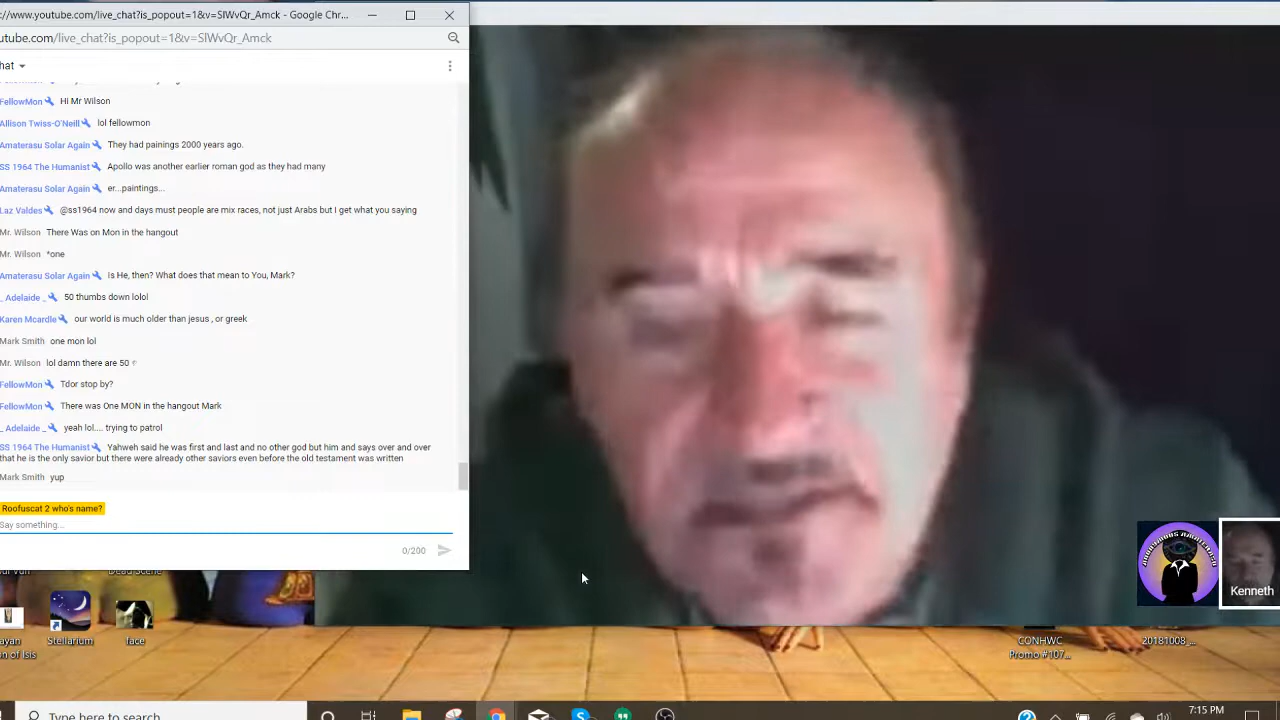 ://www.youtube.com/live_chat?is_popout=1&v=SlWvQr_Amck - Google Chr...
utube.com/live_chat?is_popout=1&v=SlWvQr_Amck
hat
FellowMon Hi Mr Wilson
Allison Twiss-O'Neill lol fellowmon
Amaterasu Solar Again They had painings 2000 years ago.
SS 1964 The Humanist Apollo was another earlier roman god as they had many
Amaterasu Solar Again er...paintings...
Laz Valdes @ss1964 now and days must people are mix races, not just Arabs but I get what you saying
Mr. Wilson There Was on Mon in the hangout
Mr. Wilson *one
Amaterasu Solar Again Is He, then? What does that mean to You, Mark?
_ Adelaide _ 50 thumbs down lolol
Karen Mcardle our world is much older than jesus , or greek
Mark Smith one mon lol
Mr. Wilson lol damn there are 50
FellowMon Tdor stop by?
FellowMon There was One MON in the hangout Mark
_ Adelaide _ yeah lol.... trying to patrol
SS 1964 The Humanist Yahweh said he was first and last and no other god but him and says over and over
that he is the only savior but there were already other saviors even before the old testament was written
Mark Smith yup
Roofuscat 2 who's name?
Say something...
0/200
Kenneth
ayan
on of Isis
Stellarium
face
CONHWC
Promo #107...
20181008_...
Type here to search
7:15 PM